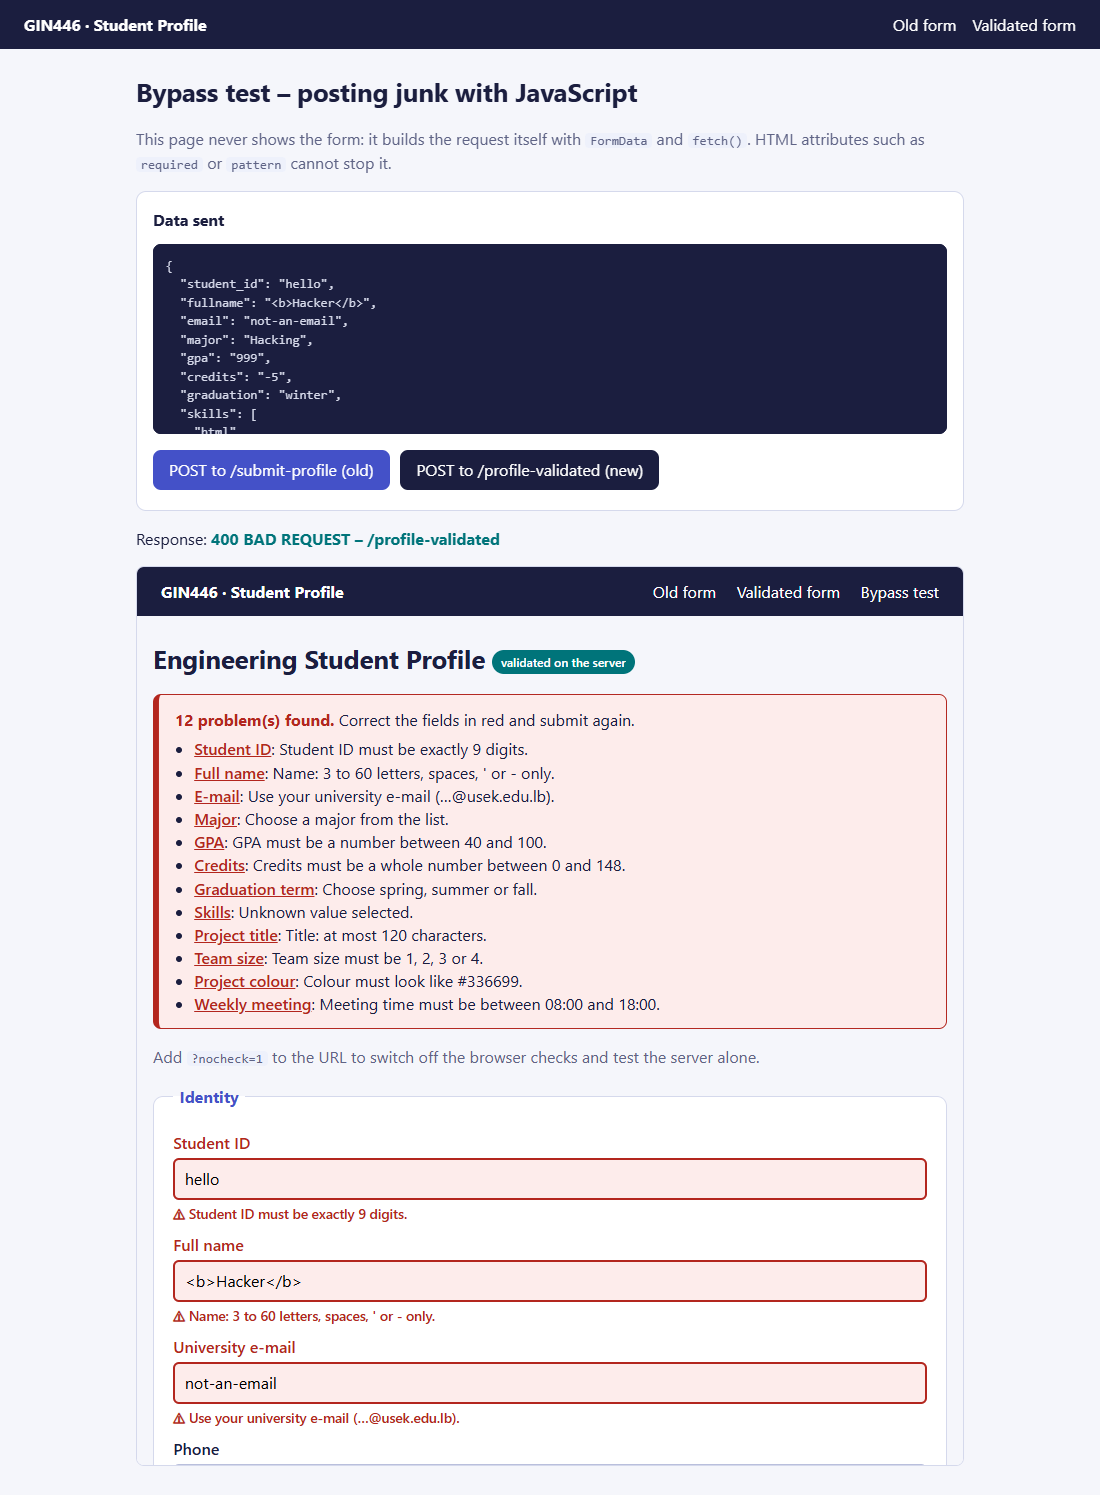 GIN446 · Student Profile
Old form Validated form
Bypass test – posting junk with JavaScript
This page never shows the form: it builds the request itself with FormData and fetch(). HTML attributes such as
required or pattern cannot stop it.
Data sent
{
"student_id": "hello",
"fullname": "<b>Hacker</b>",
"email": "not-an-email",
"major": "Hacking",
"gpa": "999",
"credits": "-5",
"graduation": "winter",
"skills": [
"html"
POST to /submit-profile (old)
POST to /profile-validated (new)
Response: 400 BAD REQUEST – /profile-validated
GIN446 · Student Profile
Old form Validated form Bypass test
Engineering Student Profile validated on the server
12 problem(s) found. Correct the fields in red and submit again.
• Student ID: Student ID must be exactly 9 digits.
• Full name: Name: 3 to 60 letters, spaces, ' or - only.
• E-mail: Use your university e-mail (...@usek.edu.lb).
• Major: Choose a major from the list.
• GPA: GPA must be a number between 40 and 100.
• Credits: Credits must be a whole number between 0 and 148.
• Graduation term: Choose spring, summer or fall.
• Skills: Unknown value selected.
• Project title: Title: at most 120 characters.
• Team size: Team size must be 1, 2, 3 or 4.
• Project colour: Colour must look like #336699.
• Weekly meeting: Meeting time must be between 08:00 and 18:00.
Add ?nocheck=1 to the URL to switch off the browser checks and test the server alone.
Identity
Student ID
hello
⚠ Student ID must be exactly 9 digits.
Full name
<b>Hacker</b>
⚠ Name: 3 to 60 letters, spaces, ' or - only.
University e-mail
not-an-email
⚠ Use your university e-mail (...@usek.edu.lb).
Phone